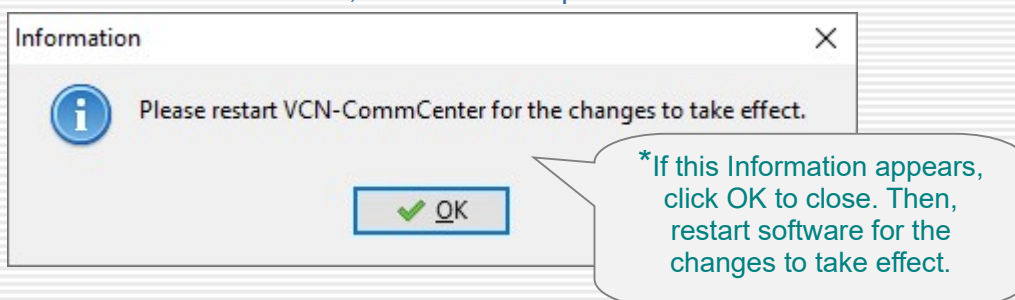 Information
Please restart VCN-CommCenter for the changes to take effect.
OK
*If this Information appears,
click OK to close. Then,
restart software for the
changes to take effect.